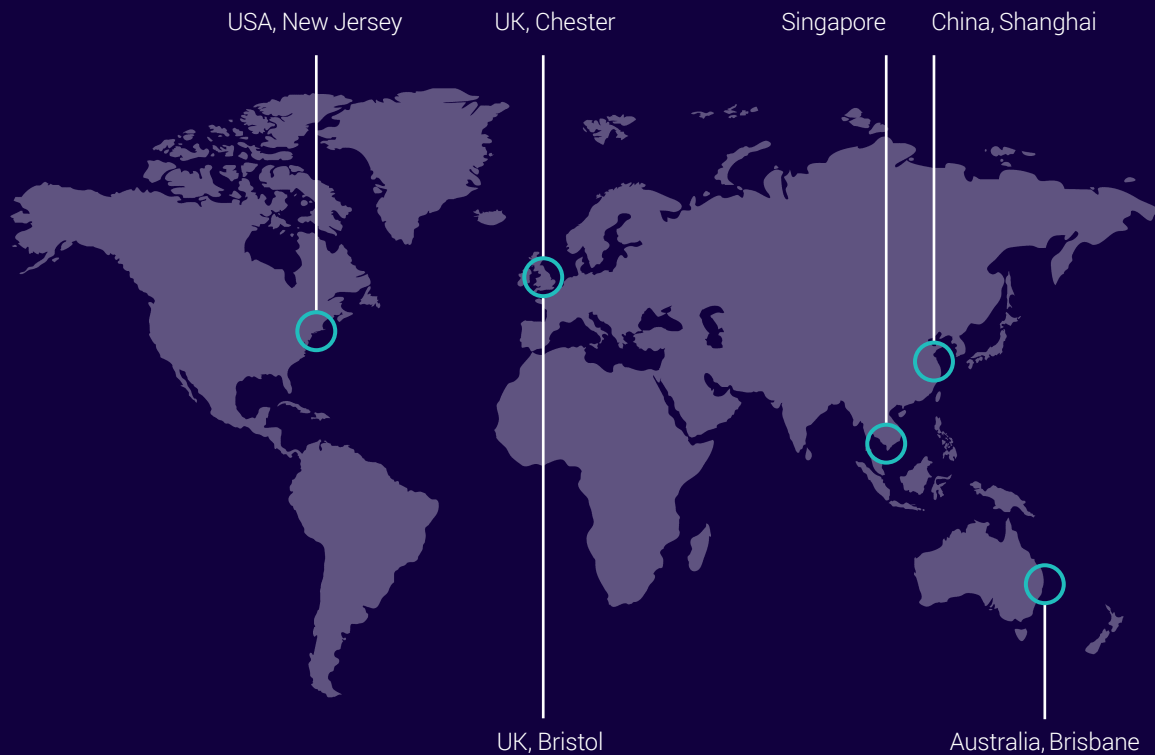 USA, New Jersey
UK, Chester
Singapore
China, Shanghai
UK, Bristol
Australia, Brisbane